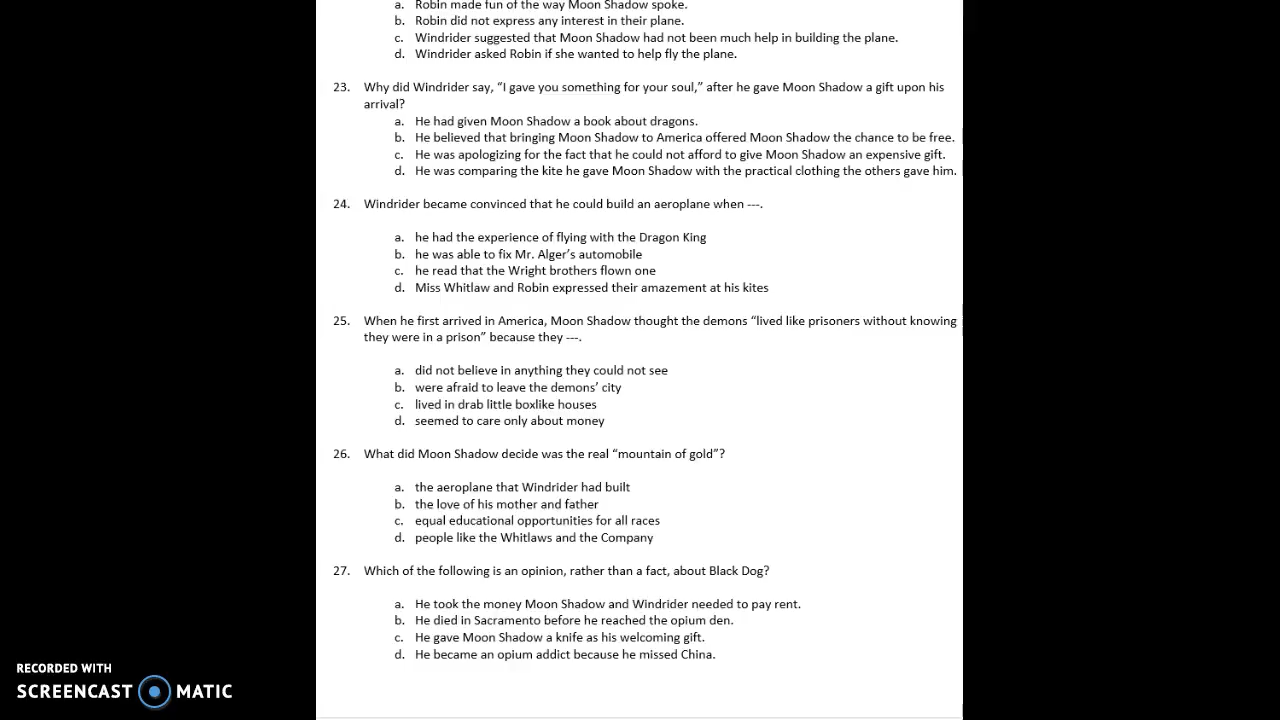 a. Robin made fun of the way Moon Shadow spoke.
b. Robin did not express any interest in their plane.
c. Windrider suggested that Moon Shadow had not been much help in building the plane.
d. Windrider asked Robin if she wanted to help fly the plane.
23. Why did Windrider say, “I gave you something for your soul,” after he gave Moon Shadow a gift upon his
arrival?
a. He had given Moon Shadow a book about dragons.
b. He believed that bringing Moon Shadow to America offered Moon Shadow the chance to be free.
c. He was apologizing for the fact that he could not afford to give Moon Shadow an expensive gift.
d. He was comparing the kite he gave Moon Shadow with the practical clothing the others gave him.
24. Windrider became convinced that he could build an aeroplane when ---.
a. he had the experience of flying with the Dragon King
b. he was able to fix Mr. Alger’s automobile
c. he read that the Wright brothers flown one
d. Miss Whitlaw and Robin expressed their amazement at his kites
25. When he first arrived in America, Moon Shadow thought the demons “lived like prisoners without knowing
they were in a prison” because they ---.
a. did not believe in anything they could not see
b. were afraid to leave the demons’ city
c. lived in drab little boxlike houses
d. seemed to care only about money
26. What did Moon Shadow decide was the real “mountain of gold”?
a. the aeroplane that Windrider had built
b. the love of his mother and father
c. equal educational opportunities for all races
d. people like the Whitlaws and the Company
27. Which of the following is an opinion, rather than a fact, about Black Dog?
a. He took the money Moon Shadow and Windrider needed to pay rent.
b. He died in Sacramento before he reached the opium den.
c. He gave Moon Shadow a knife as his welcoming gift.
d. He became an opium addict because he missed China.
RECORDED WITH
SCREENCAST MATIC